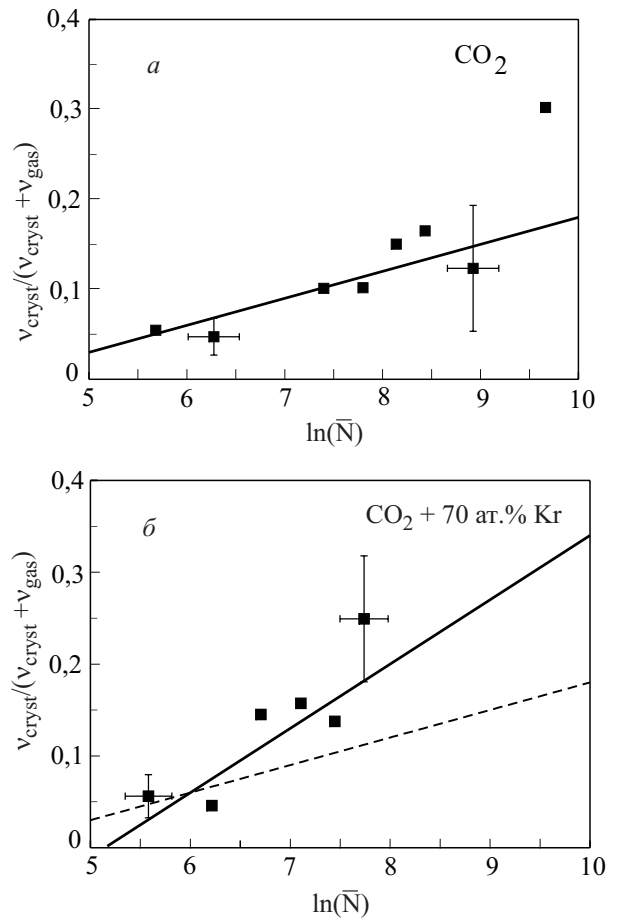 0,4
a
CO2
0,3
0,2
0,1
0
νcryst/(νcryst +νgas)
5 6 7 8 9 10
ln(N̅)
0,4
б
CO2 + 70 ат.% Kr
0,3
0,2
0,1
0
νcryst/(νcryst +νgas)
5 6 7 8 9 10
ln(N̅)